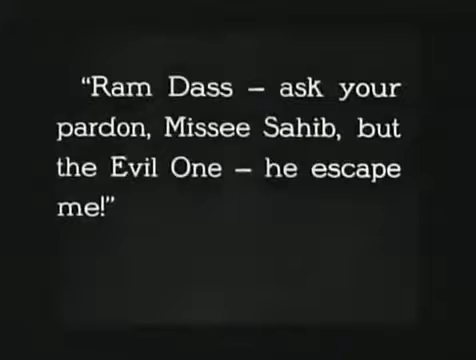 “Ram Dass – ask your
pardon, Missee Sahib, but
the Evil One – he escape
me!”